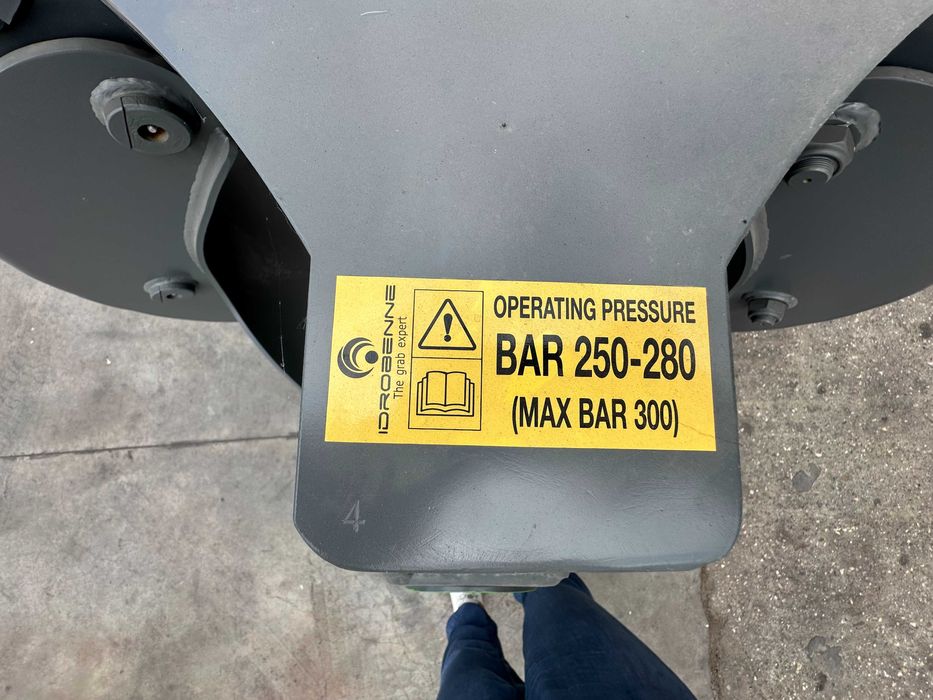 IDROBENNE
The grab expert
OPERATING PRESSURE
BAR 250-280
(MAX BAR 300)
4